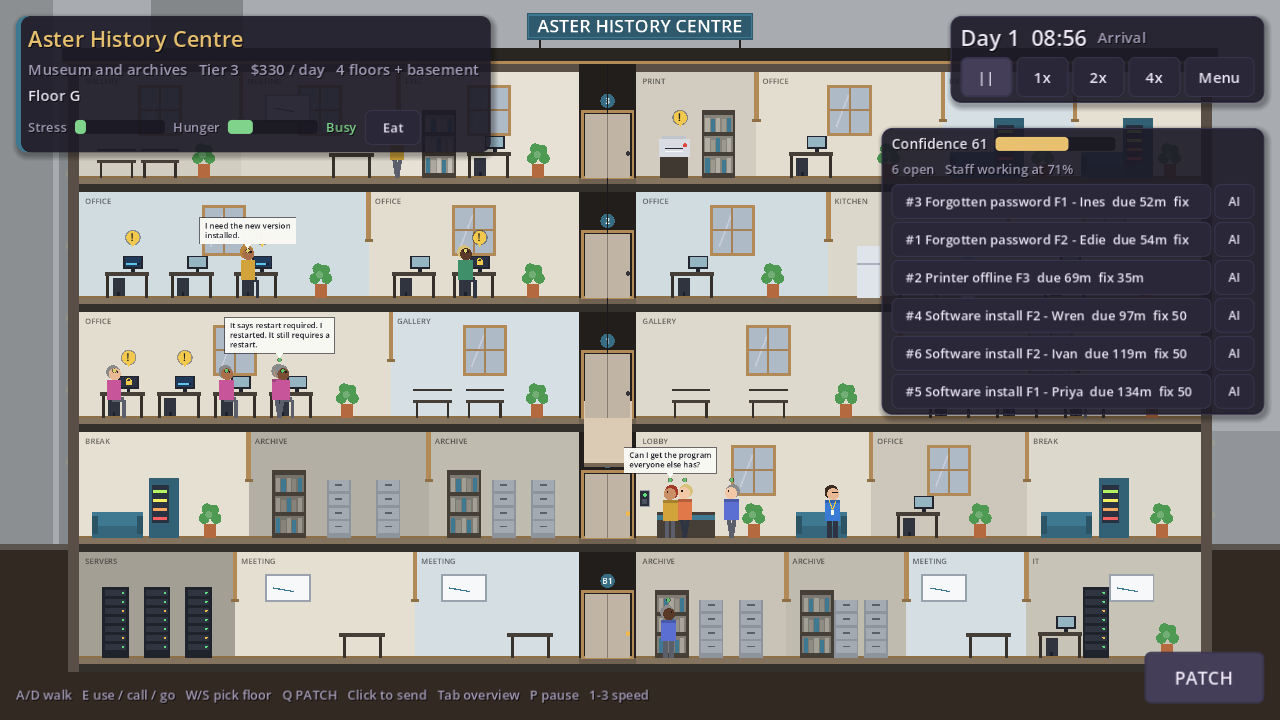 ASTER HISTORY CENTRE
Aster History Centre
Museum and archives Tier 3 $330 / day 4 floors + basement
Floor G
Stress
Hunger
Busy
Eat
Day 1 08:56 Arrival
||
1x
2x
4x
Menu
Confidence 61
6 open Staff working at 71%
#3 Forgotten password F1 - Ines due 52m fix
AI
#1 Forgotten password F2 - Edie due 54m fix
AI
#2 Printer offline F3 due 69m fix 35m
AI
#4 Software install F2 - Wren due 97m fix 50
AI
#6 Software install F2 - Ivan due 119m fix 50
AI
#5 Software install F1 - Priya due 134m fix 50
AI
3
PRINT
OFFICE
OFFICE
OFFICE
2
OFFICE
KITCHEN
I need the new version
installed.
OFFICE
GALLERY
1
GALLERY
It says restart required. I
restarted. It still requires a
restart.
BREAK
ARCHIVE
ARCHIVE
LOBBY
OFFICE
BREAK
Can I get the program
everyone else has?
SERVERS
MEETING
MEETING
B1
ARCHIVE
ARCHIVE
MEETING
IT
PATCH
A/D walk E use / call / go W/S pick floor Q PATCH Click to send Tab overview P pause 1-3 speed